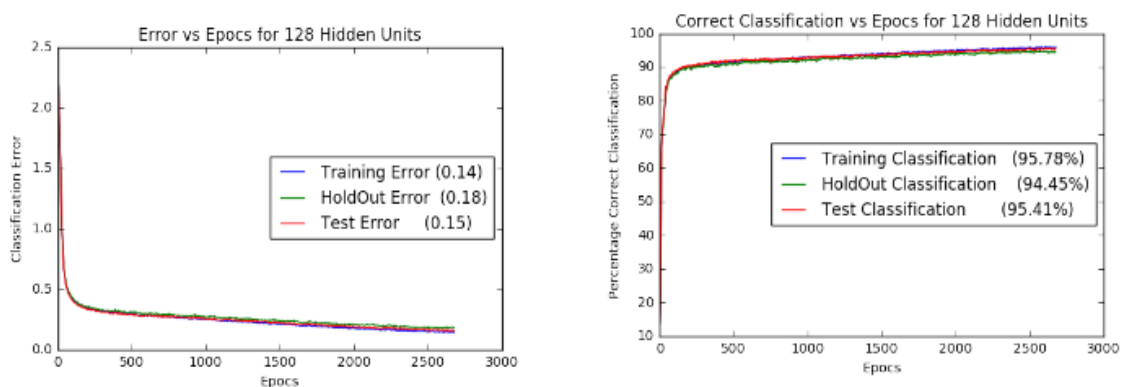 Error vs Epocs for 128 Hidden Units
2.5
2.0
1.5
1.0
0.5
0.0
Classification Error
Training Error (0.14)
HoldOut Error (0.18)
Test Error (0.15)
0 500 1000 1500 2000 2500 3000
Epocs
Correct Classification vs Epocs for 128 Hidden Units
100
90
80
70
60
50
40
30
20
10
Percentage Correct Classification
Training Classification (95.78%)
HoldOut Classification (94.45%)
Test Classification (95.41%)
0 500 1000 1500 2000 2500 3000
Epocs